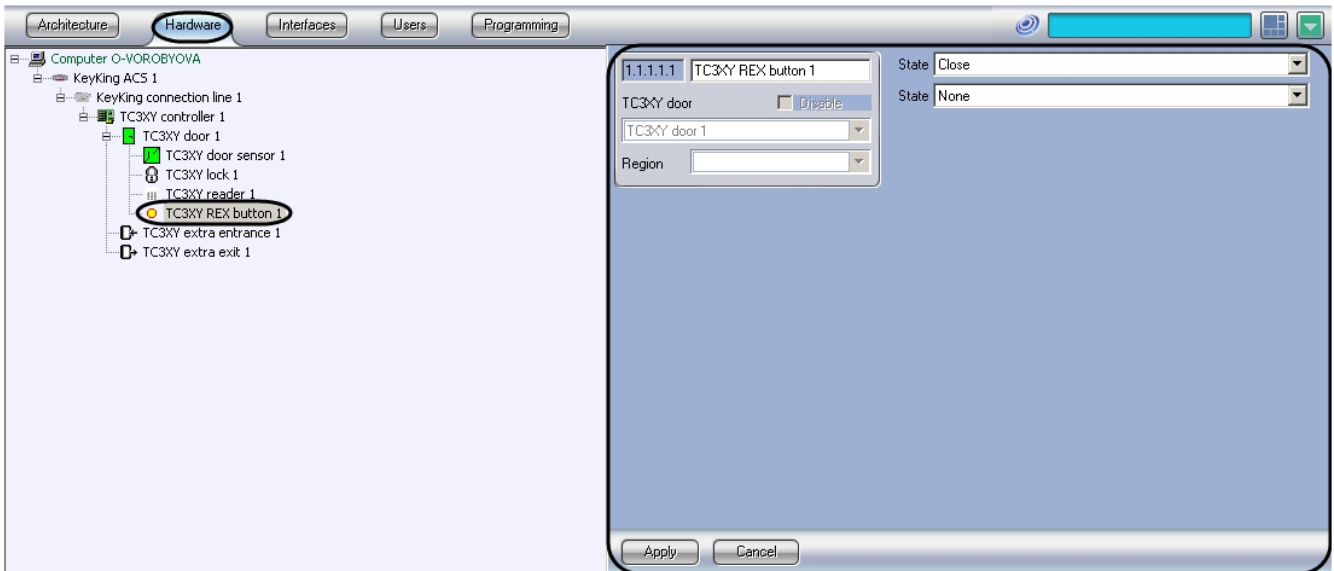 Architecture Hardware Interfaces Users Programming
Computer O-VOROBYOVA
KeyKing ACS 1
KeyKing connection line 1
TC3XY controller 1
TC3XY door 1
TC3XY door sensor 1
TC3XY lock 1
TC3XY reader 1
TC3XY REX button 1
TC3XY extra entrance 1
TC3XY extra exit 1
1.1.1.1.1 TC3XY REX button 1
TC3XY door Disable
TC3XY door 1
Region
State Close
State None
Apply Cancel